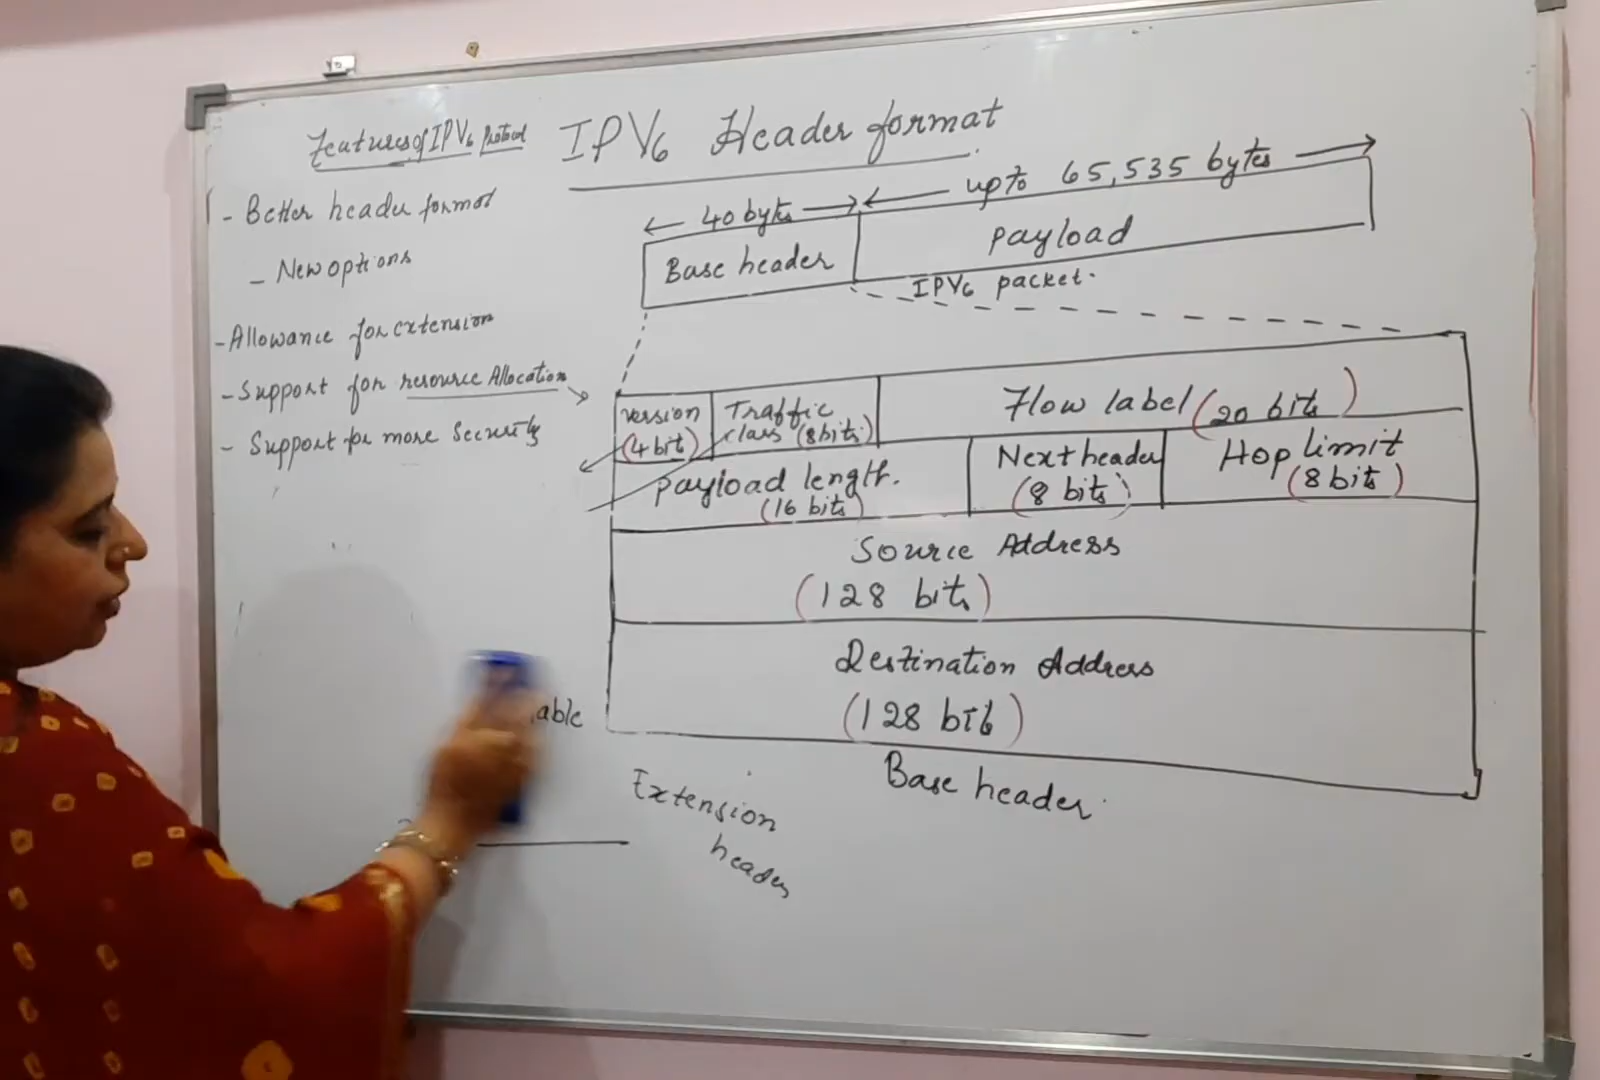 Features of IPV6 Protocol
IPV6 Header format
- Better header format
- New options
- Allowance for extension
- Support for resource Allocation
- Support for more Security
40 bytes
upto 65,535 bytes
Base header
Payload
IPV6 packet.
Version
(4 bit)
Traffic
class (8 bits)
Flow label (20 bits)
Payload length.
(16 bits)
Next header
(8 bits)
Hop limit
(8 bits)
Source Address
(128 bits)
Destination Address
(128 bits)
Base header
able
Extension
header